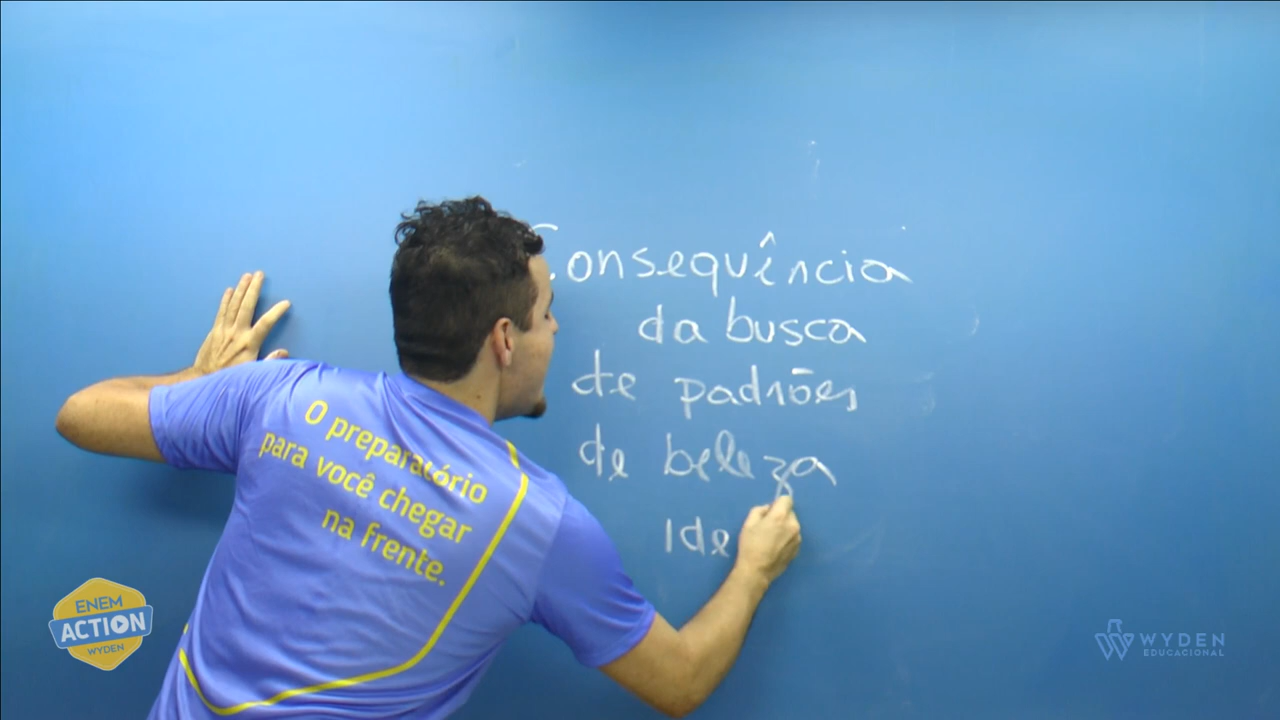 Consequência
da busca
de padrões
de beleza
Ide
O preparatório
para você chegar
na frente.
ENEM
ACTION
WYDEN
WYDEN
EDUCACIONAL